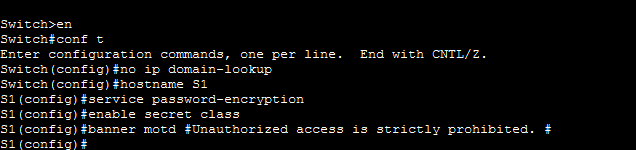 Switch>en
Switch#conf t
Enter configuration commands, one per line.  End with CNTL/Z.
Switch(config)#no ip domain-lookup
Switch(config)#hostname S1
S1(config)#service password-encryption
S1(config)#enable secret class
S1(config)#banner motd #Unauthorized access is strictly prohibited. #
S1(config)#